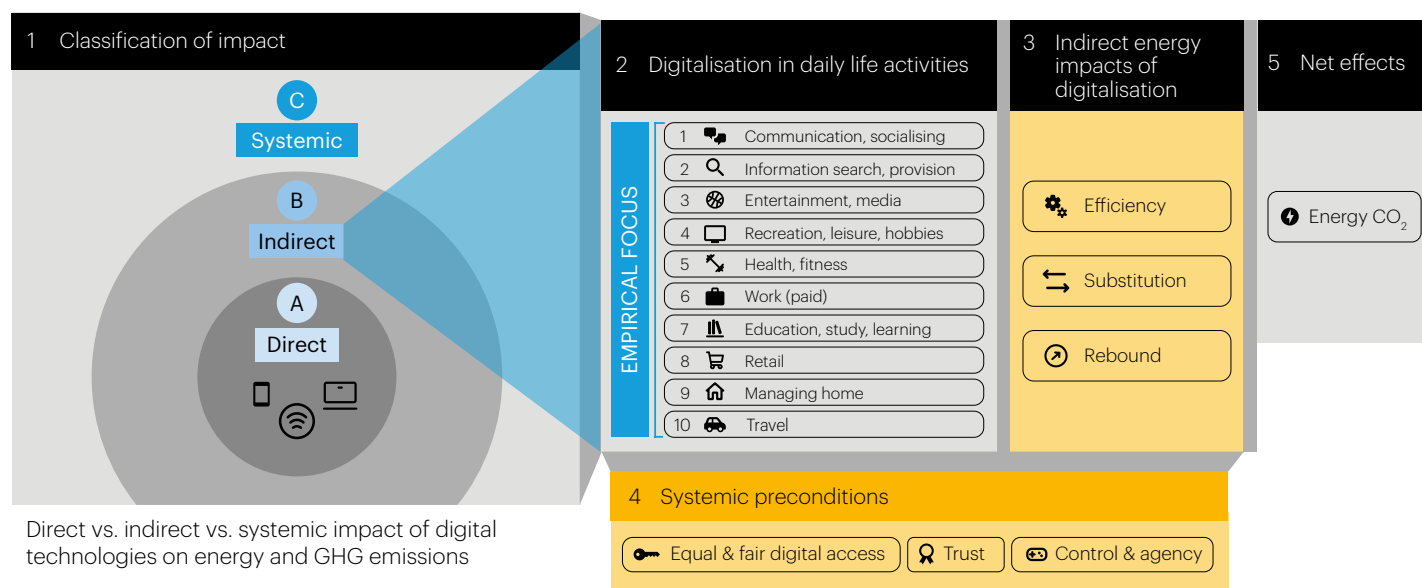 1 Classification of impact
C
Systemic
B
Indirect
A
Direct
Direct vs. indirect vs. systemic impact of digital
technologies on energy and GHG emissions
2 Digitalisation in daily life activities
EMPIRICAL FOCUS
1 Communication, socialising
2 Information search, provision
3 Entertainment, media
4 Recreation, leisure, hobbies
5 Health, fitness
6 Work (paid)
7 Education, study, learning
8 Retail
9 Managing home
10 Travel
3 Indirect energy
impacts of
digitalisation
Efficiency
Substitution
Rebound
4 Systemic preconditions
Equal & fair digital access
Trust
Control & agency
5 Net effects
Energy CO₂